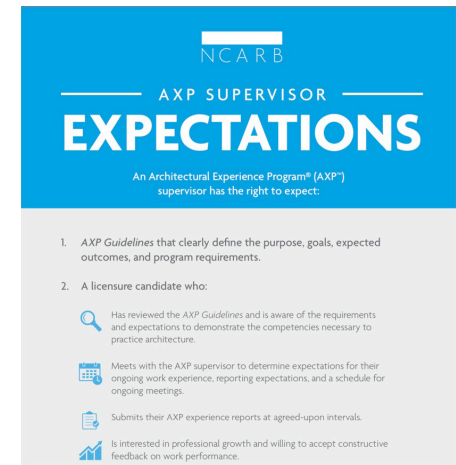 NCARB
AXP SUPERVISOR
EXPECTATIONS
An Architectural Experience Program® (AXP™)
supervisor has the right to expect:
1. AXP Guidelines that clearly define the purpose, goals, expected
outcomes, and program requirements.
2. A licensure candidate who:
Has reviewed the AXP Guidelines and is aware of the requirements
and expectations to demonstrate the competencies necessary to
practice architecture.
Meets with the AXP supervisor to determine expectations for their
ongoing work experience, reporting expectations, and a schedule for
ongoing meetings.
Submits their AXP experience reports at agreed-upon intervals.
Is interested in professional growth and willing to accept constructive
feedback on work performance.